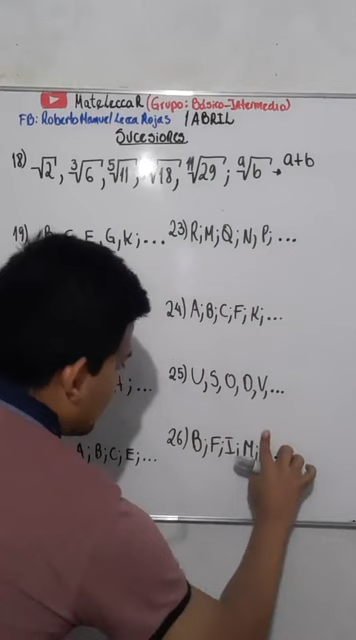 MateLeccaR (Grupo: Básico-Intermedio)
FB: Roberto Manuel Lecca Rojas / ABRIL
Sucesiones
18) √2, ∛6, ⁵√11, √18, ¹¹√29; ᵃ√b → a+b
19) E, G, K; ... 23) R; M; Q; N; P; ...
24) A; B; C; F; K; ...
; ... 25) U, S, O, D, V, ...
A; B; C; E; ... 26) B; F; I; M;